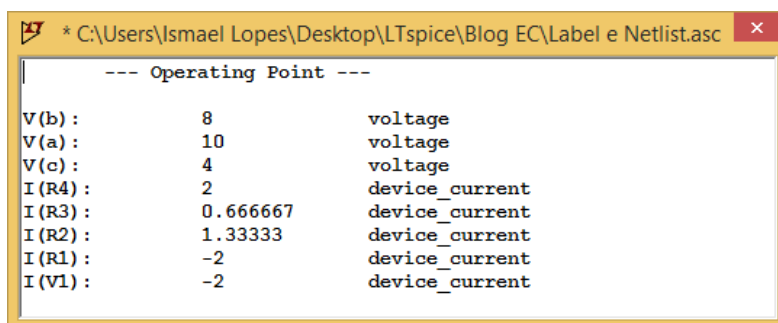 * C:\Users\Ismael Lopes\Desktop\LTspice\Blog EC\Label e Netlist.asc
--- Operating Point ---
V(b): 8 voltage
V(a): 10 voltage
V(c): 4 voltage
I(R4): 2 device_current
I(R3): 0.666667 device_current
I(R2): 1.33333 device_current
I(R1): -2 device_current
I(V1): -2 device_current